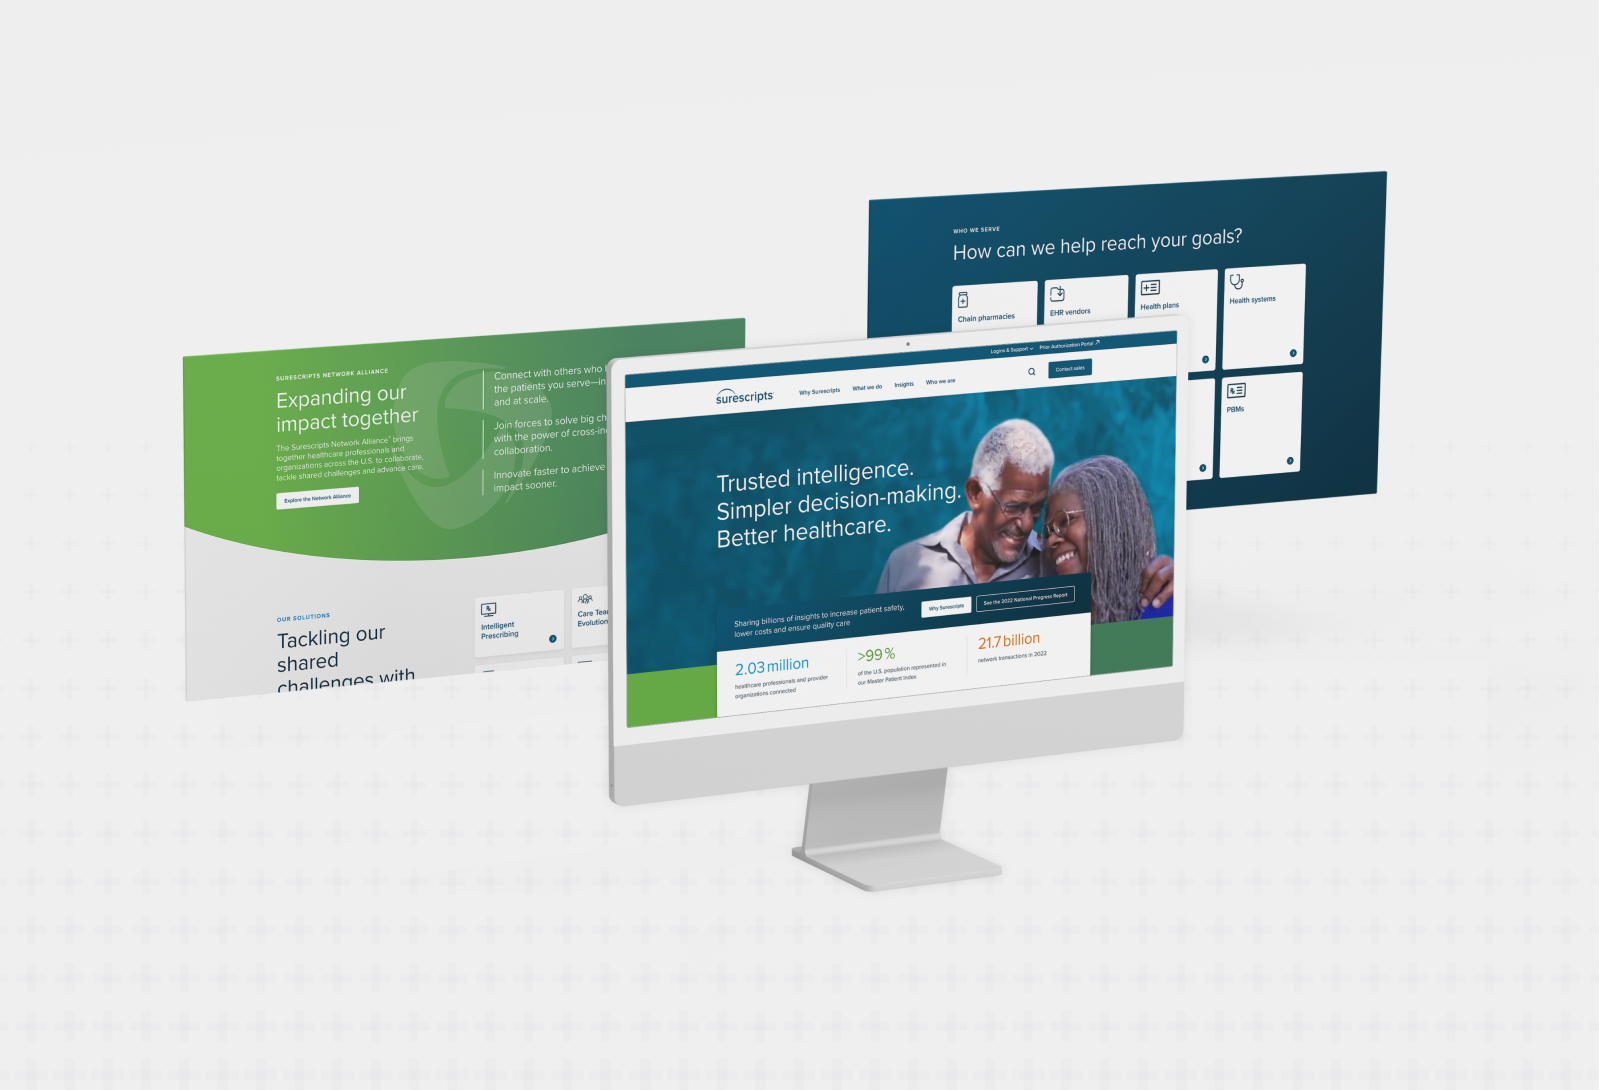 WHO WE SERVE
How can we help reach your goals?
Chain pharmacies
EHR vendors
Health plans
Health systems
PBMs
SURESCRIPTS NETWORK ALLIANCE
Expanding our
impact together
The Surescripts Network Alliance® brings
together healthcare professionals and
organizations across the U.S. to collaborate,
tackle shared challenges and advance care.
Explore the Network Alliance
Connect with others who
the patients you serve—in
and at scale.
Join forces to solve big ch
with the power of cross-in
collaboration.
Innovate faster to achieve
impact sooner.
OUR SOLUTIONS
Tackling our
shared
challenges with
Intelligent
Prescribing
Care Tea
Evolution
Logins & Support
Prior Authorization Portal
surescripts
Why Surescripts
What we do
Insights
Who we are
Contact sales
Trusted intelligence.
Simpler decision-making.
Better healthcare.
Sharing billions of insights to increase patient safety,
lower costs and ensure quality care
Why Surescripts
See the 2022 National Progress Report
2.03 million
healthcare professionals and provider
organizations connected
>99 %
of the U.S. population represented in
our Master Patient Index
21.7 billion
network transactions in 2022